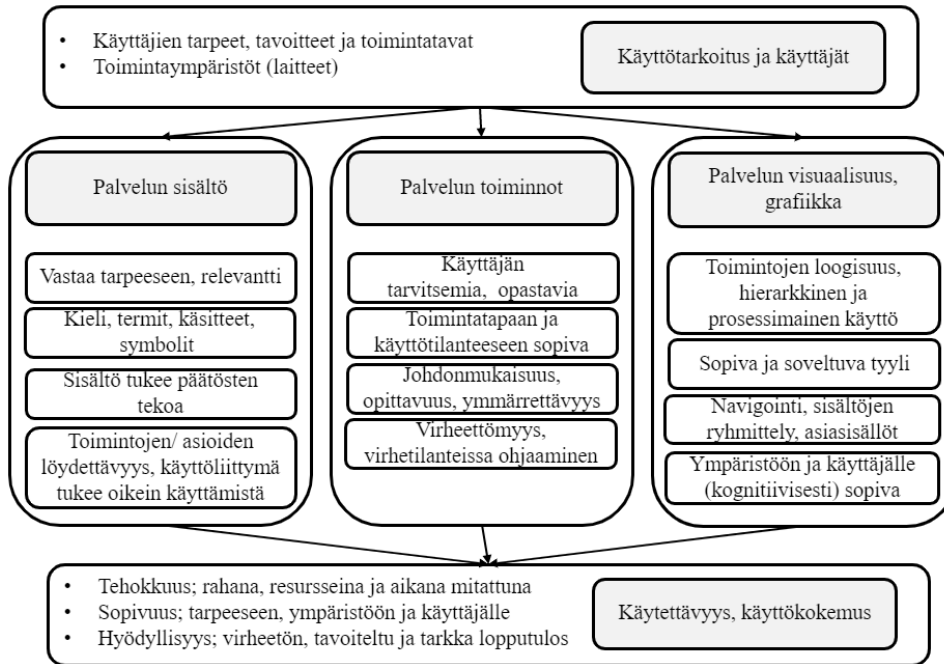 • Käyttäjien tarpeet, tavoitteet ja toimintatavat
• Toimintaympäristöt (laitteet)
Käyttötarkoitus ja käyttäjät
Palvelun sisältö
Vastaa tarpeeseen, relevantti
Kieli, termit, käsitteet,
symbolit
Sisältö tukee päätösten
tekoa
Toimintojen/ asioiden
löydettävyys, käyttöliittymä
tukee oikein käyttämistä
Palvelun toiminnot
Käyttäjän
tarvitsemia, opastavia
Toimintatapaan ja
käyttötilanteeseen sopiva
Johdonmukaisuus,
opittavuus, ymmärrettävyys
Virheettömyys,
virhetilanteissa ohjaaminen
Palvelun visuaalisuus,
grafiikka
Toimintojen loogisuus,
hierarkkinen ja
prosessimainen käyttö
Sopiva ja soveltuva tyyli
Navigointi, sisältöjen
ryhmittely, asiasisällöt
Ympäristöön ja käyttäjälle
(kognitiivisesti) sopiva
• Tehokkuus; rahana, resursseina ja aikana mitattuna
• Sopivuus; tarpeeseen, ympäristöön ja käyttäjälle
• Hyödyllisyys; virheetön, tavoiteltu ja tarkka lopputulos
Käytettävyys, käyttökokemus